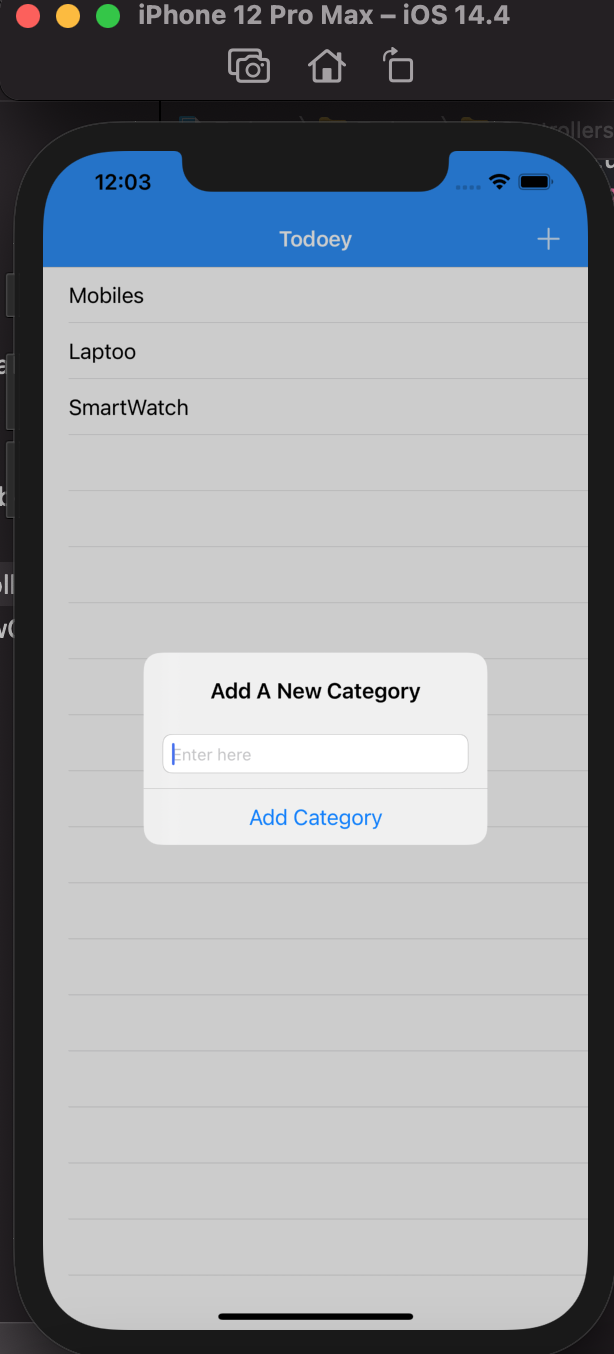 iPhone 12 Pro Max – iOS 14.4
12:03
Todoey
Mobiles
Laptoo
SmartWatch
Add A New Category
Enter here
Add Category